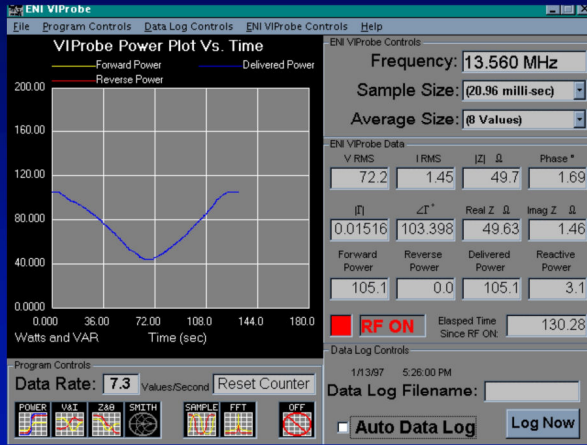 ENI VIProbe
File Program Controls Data Log Controls ENI VIProbe Controls Help
VIProbe Power Plot Vs. Time
Forward Power
Delivered Power
Reverse Power
200.00
160.00
120.00
80.000
40.000
0.0000
0.000 36.00 72.00 108.0 144.0 180.0
Watts and VAR Time (sec)
ENI VIProbe Controls
Frequency: 13.560 MHz
Sample Size: (20.96 milli-sec)
Average Size: (8 Values)
ENI VIProbe Data
V RMS I RMS |Z| Ω Phase °
72.2 1.45 49.7 1.69
|Γ| ∠Γ° Real Z Ω Imag Z Ω
0.01516 103.398 49.63 1.46
Forward Power
Reverse Power
Delivered Power
Reactive Power
105.1 0.0 105.1 3.1
RF ON
Elasped Time
Since RF ON: 130.28
Program Controls
Data Rate: 7.3 Values/Second Reset Counter
POWER V&I Z&θ SMITH SAMPLE FFT OFF
Data Log Controls
1/13/97 5:26:00 PM
Data Log Filename:
Auto Data Log
Log Now